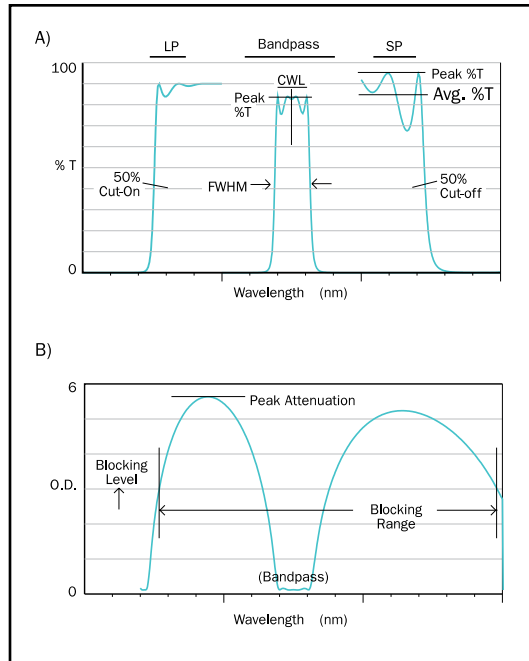 A)
LP
Bandpass
SP
100
CWL
Peak
%T
Peak %T
Avg. %T
% T
50%
Cut-On
FWHM
50%
Cut-off
0
Wavelength (nm)
B)
6
Peak Attenuation
Blocking
Level
O.D.
Blocking
Range
(Bandpass)
0
Wavelength (nm)